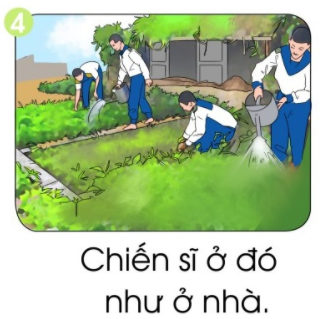 4
Chiến sĩ ở đó
như ở nhà.